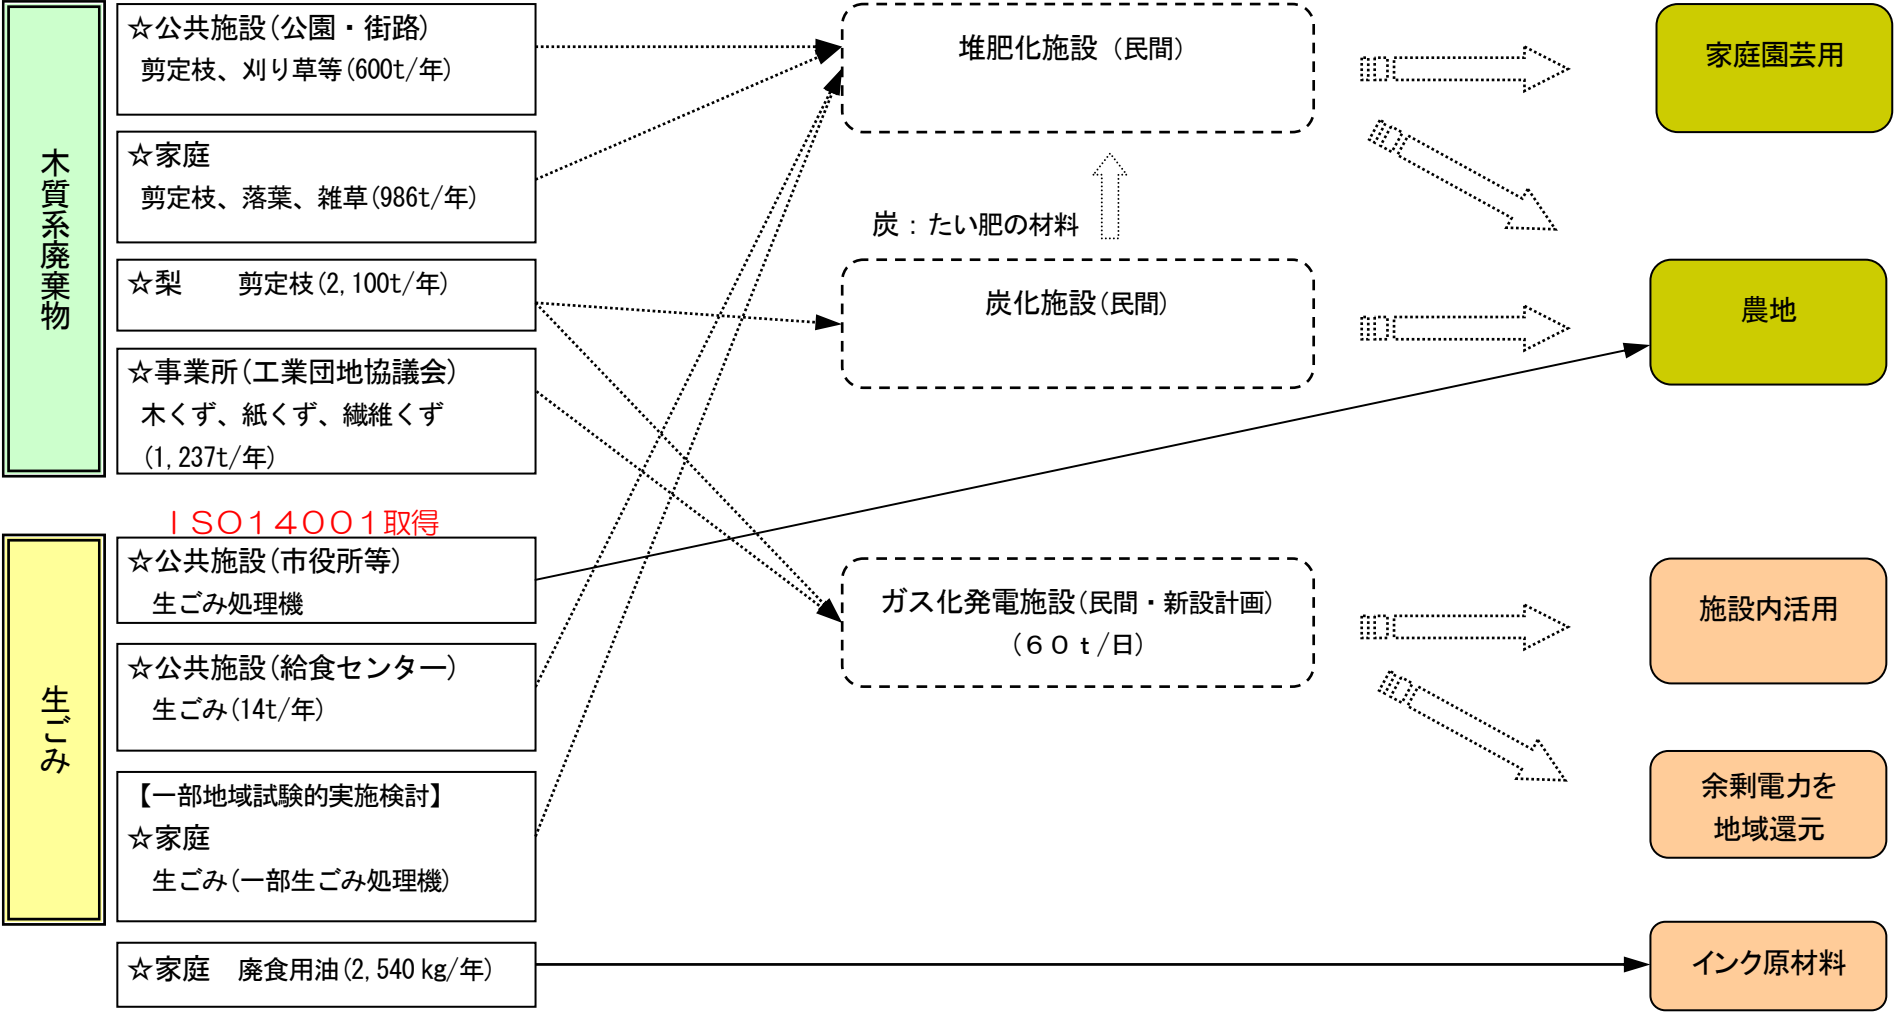 木質系廃棄物
☆公共施設(公園・街路)
剪定枝、刈り草等(600t/年)
☆家庭
剪定枝、落葉、雑草(986t/年)
☆梨　　剪定枝(2,100t/年)
☆事業所(工業団地協議会)
木くず、紙くず、繊維くず
(1,237t/年)
ＩＳＯ１４００１取得
生ごみ
☆公共施設(市役所等)
生ごみ処理機
☆公共施設(給食センター)
生ごみ(14t/年)
【一部地域試験的実施検討】
☆家庭
生ごみ(一部生ごみ処理機)
☆家庭　廃食用油(2,540 kg/年)
堆肥化施設（民間）
炭：たい肥の材料
炭化施設(民間)
ガス化発電施設(民間・新設計画)
（６０ｔ/日）
家庭園芸用
農地
施設内活用
余剰電力を
地域還元
インク原材料